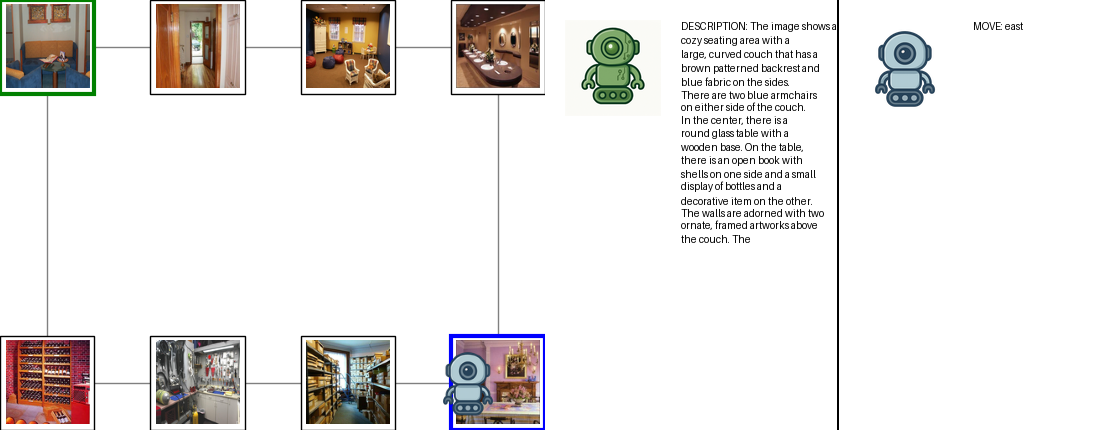 DESCRIPTION: The image shows a
cozy seating area with a
large, curved couch that has a
brown patterned backrest and
blue fabric on the sides.
There are two blue armchairs
on either side of the couch.
In the center, there is a
round glass table with a
wooden base. On the table,
there is an open book with
shells on one side and a small
display of bottles and a
decorative item on the other.
The walls are adorned with two
ornate, framed artworks above
the couch. The
MOVE: east